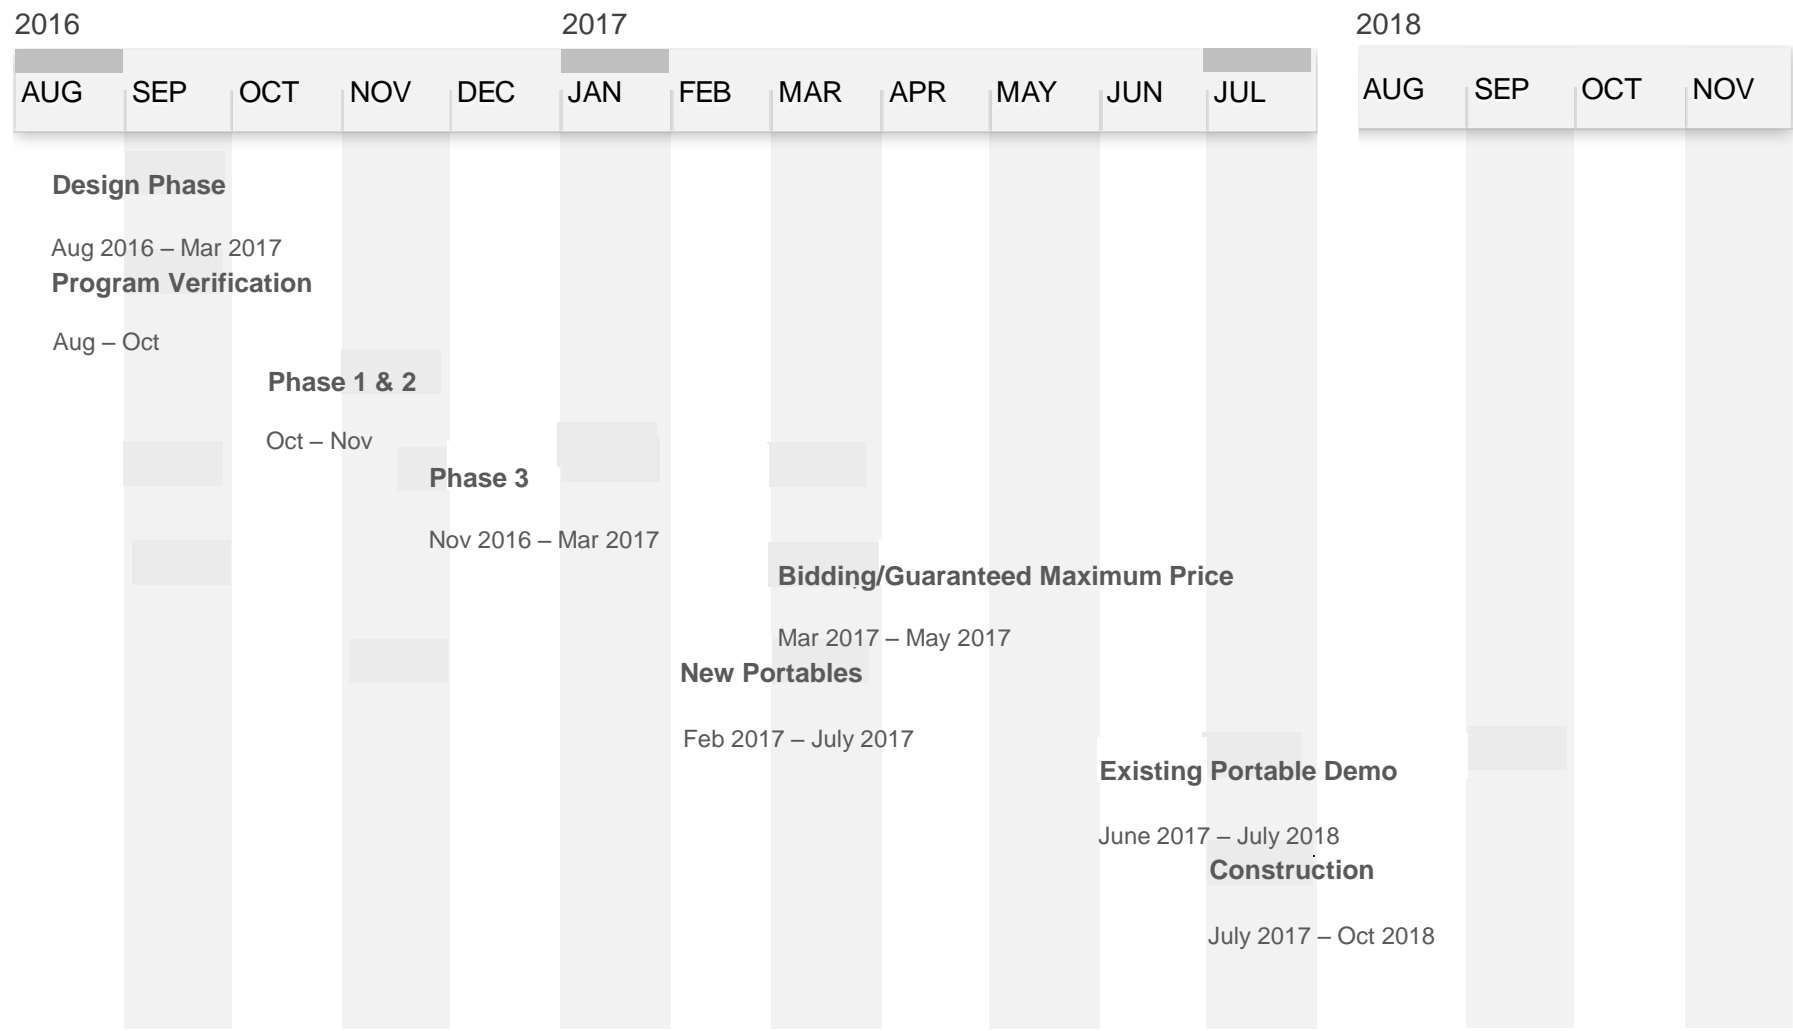 2016 2017 2018
AUG SEP OCT NOV DEC JAN FEB MAR APR MAY JUN JUL AUG SEP OCT NOV
Design Phase
Aug 2016 – Mar 2017
Program Verification
Aug – Oct
Phase 1 & 2
Oct – Nov
Phase 3
Nov 2016 – Mar 2017
Bidding/Guaranteed Maximum Price
Mar 2017 – May 2017
New Portables
Feb 2017 – July 2017
Existing Portable Demo
June 2017 – July 2018
Construction
July 2017 – Oct 2018